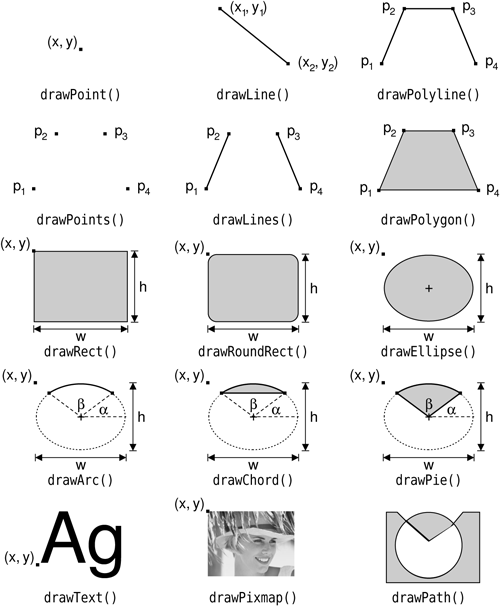 (x, y)
drawPoint()
(x₁, y₁)
(x₂, y₂)
drawLine()
p₂ p₃
p₁ p₄
drawPolyline()
p₂ p₃
p₁ p₄
drawPoints()
p₂ p₃
p₁ p₄
drawLines()
p₂ p₃
p₁ p₄
drawPolygon()
(x, y)
h
w
drawRect()
(x, y)
h
w
drawRoundRect()
(x, y)
h
w
drawEllipse()
(x, y)
β α h
w
drawArc()
(x, y)
β α h
w
drawChord()
(x, y)
β α h
w
drawPie()
Ag
(x, y)
drawText()
(x, y)
drawPixmap()
drawPath()